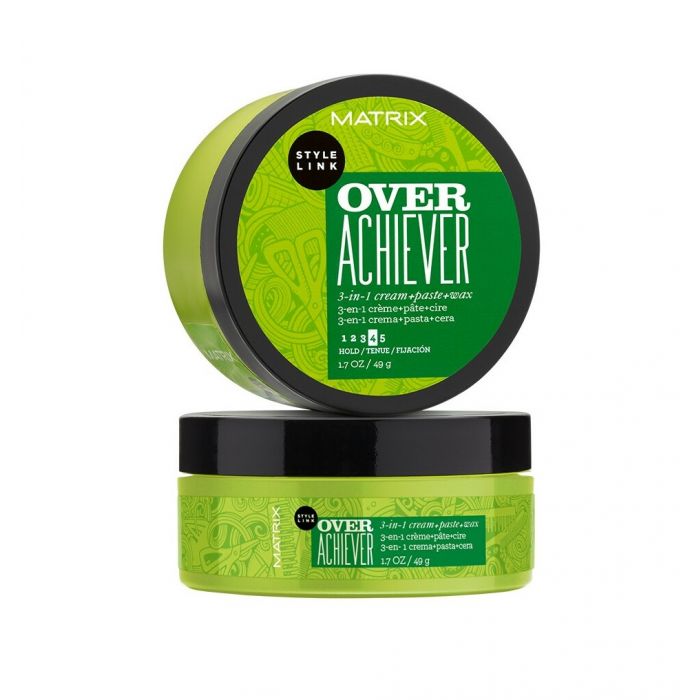 MATRIX
STYLE
LINK
OVER
ACHIEVER
3-in-1 cream+paste+wax
3-en-1 crème+pâte+cire
3-en-1 crema+pasta+cera
1 2 3 4 5
HOLD / TENUE / FIJACIÓN
1.7 OZ / 49 g
MATRIX
STYLE
LINK
OVER
ACHIEVER
3-in-1 cream+paste+wax
3-en-1 crème+pâte+cire
3-en-1 crema+pasta+cera
1.7 OZ / 49 g